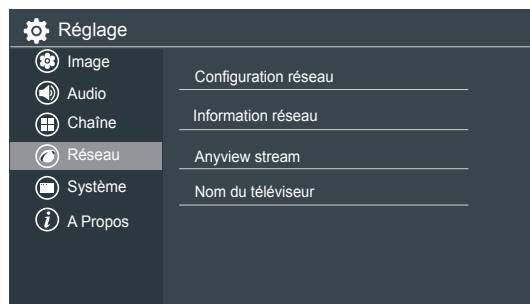 Réglage
Image
Audio
Chaîne
Réseau
Système
A Propos
Configuration réseau
Information réseau
Anyview stream
Nom du téléviseur